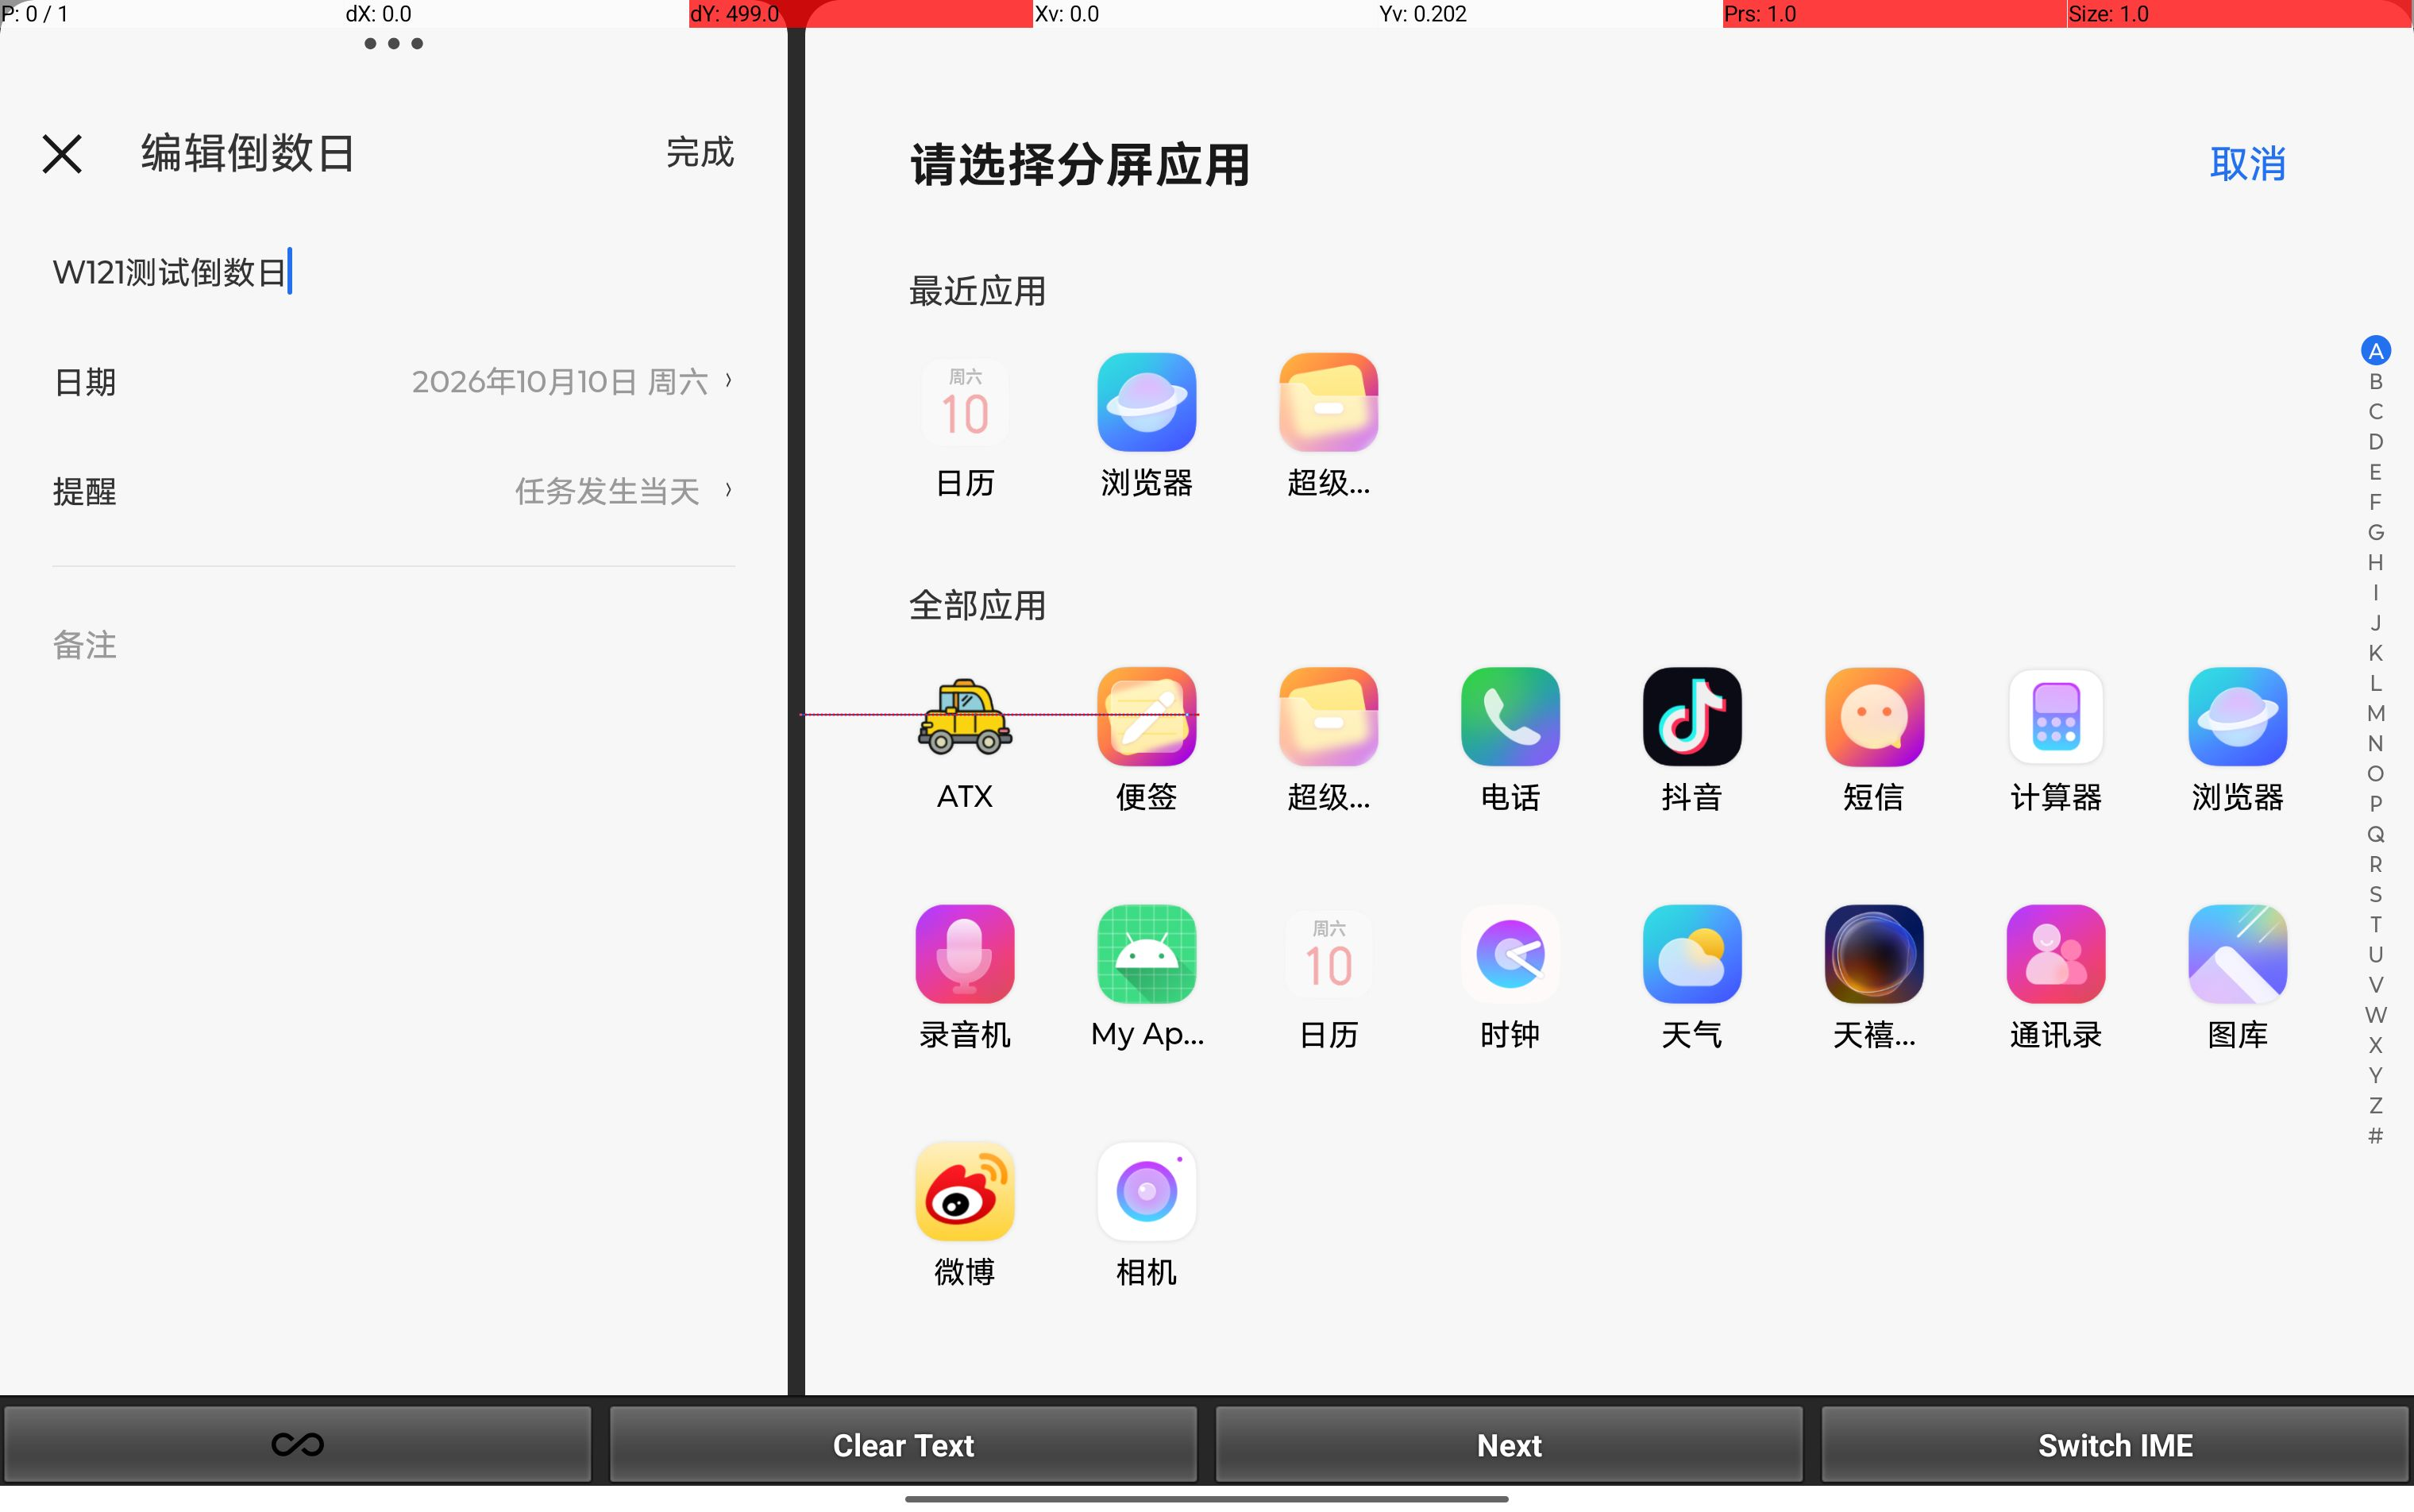 P: 0 / 1 dX: 0.0 dY: 499.0 Xv: 0.0 Yv: 0.202 Prs: 1.0 Size: 1.0
编辑倒数日 完成
W121测试倒数日
日期 2026年10月10日 周六
提醒 任务发生当天
备注
请选择分屏应用 取消
最近应用
周六
10
日历 浏览器 超级...
全部应用
ATX 便签 超级... 电话 抖音 短信 计算器 浏览器
周六
10
录音机 My Ap... 日历 时钟 天气 天禧... 通讯录 图库
微博 相机
A
B
C
D
E
F
G
H
I
J
K
L
M
N
O
P
Q
R
S
T
U
V
W
X
Y
Z
#
Clear Text Next Switch IME